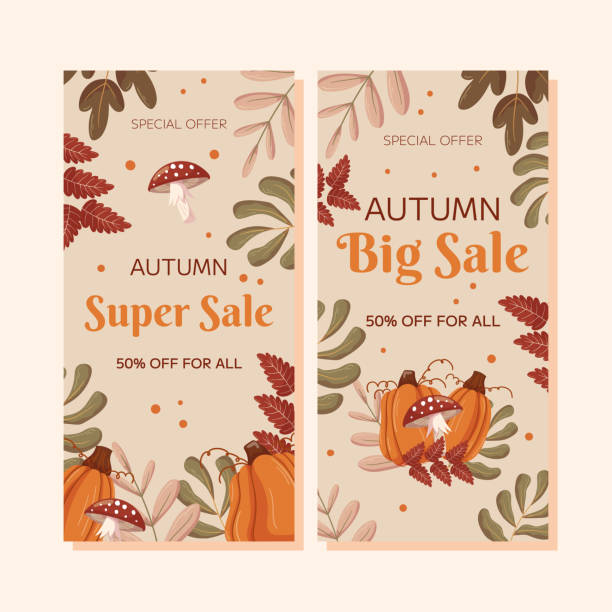 SPECIAL OFFER
AUTUMN
Super Sale
50% OFF FOR ALL
SPECIAL OFFER
AUTUMN
Big Sale
50% OFF FOR ALL